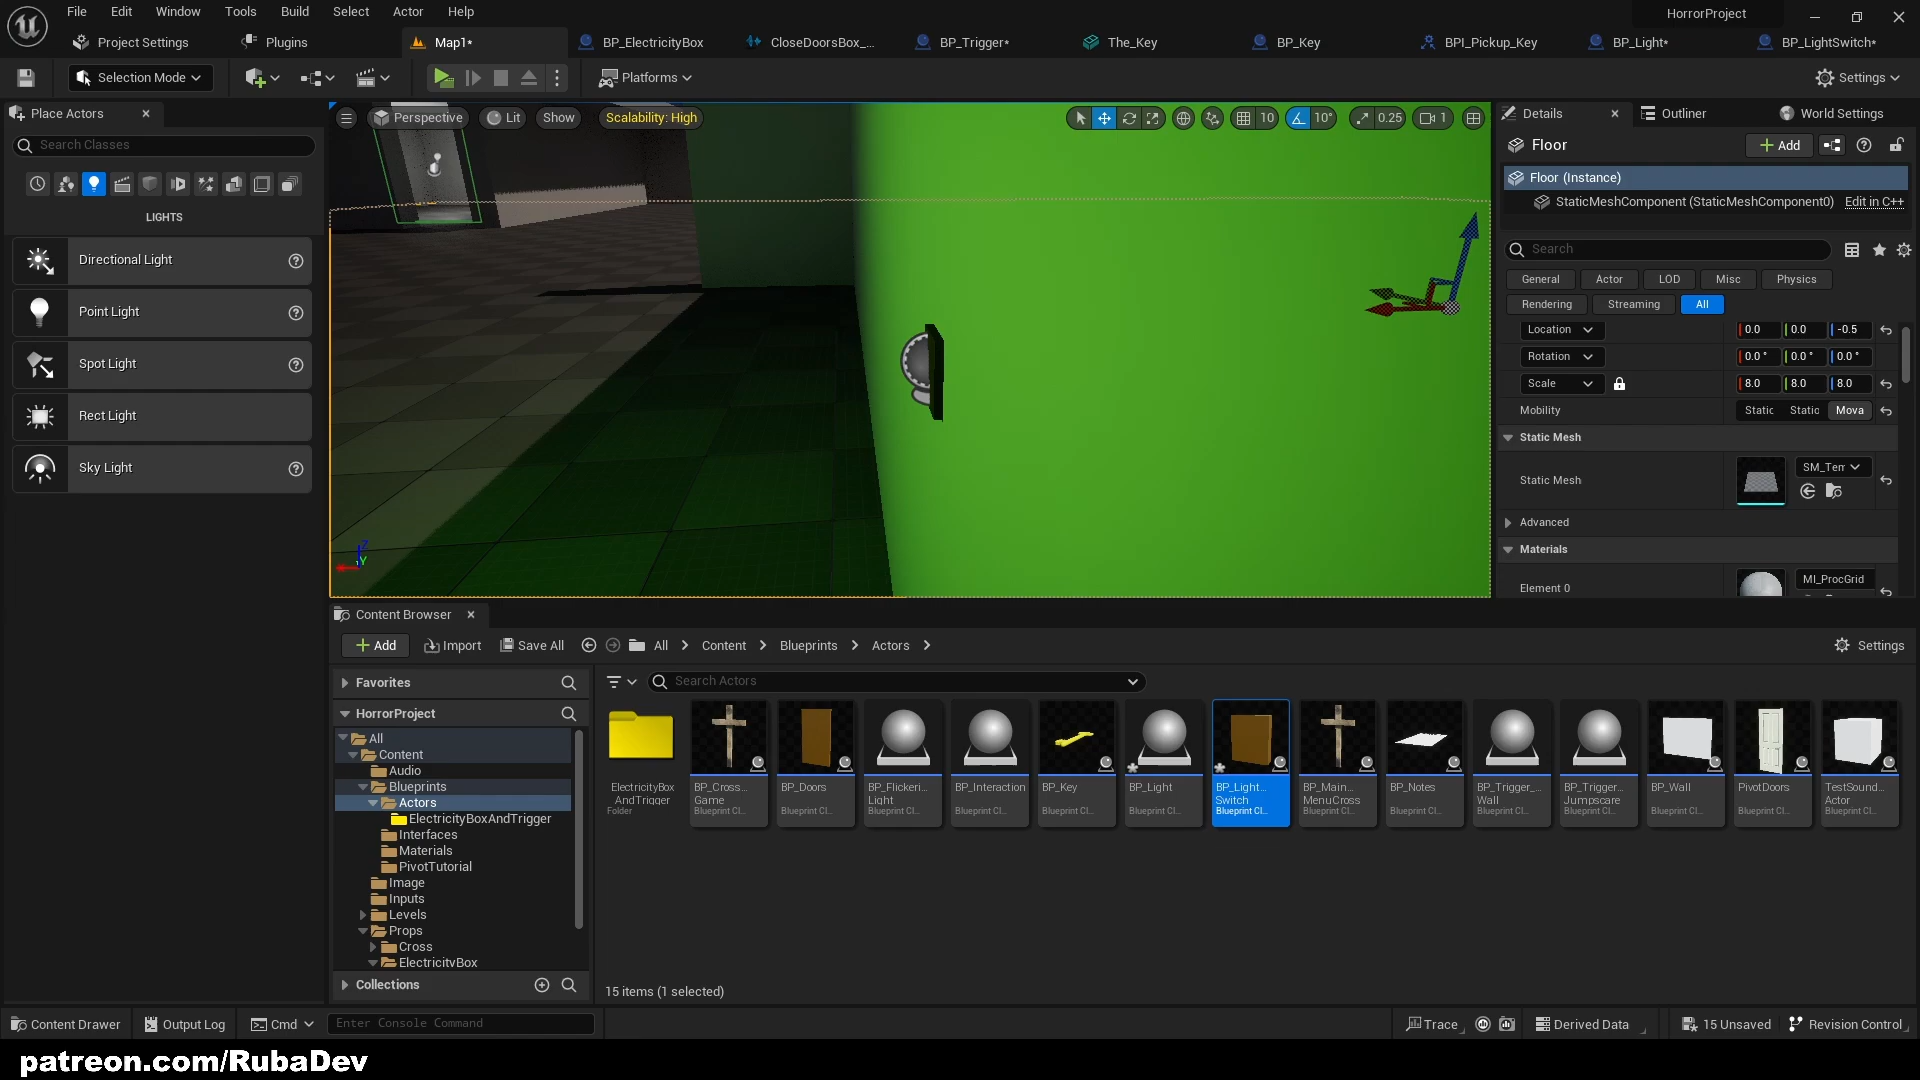 File Edit Window Tools Build Select Actor Help
HorrorProject
Project Settings
Plugins
Map1*
BP_ElectricityBox
CloseDoorsBox_...
BP_Trigger*
The_Key
BP_Key
BPI_Pickup_Key
BP_Light*
BP_LightSwitch*
Selection Mode
Platforms
Settings
Place Actors
Search Classes
LIGHTS
Directional Light
Point Light
Spot Light
Rect Light
Sky Light
Perspective
Lit
Show
Scalability: High
10
10°
0.25
1
Z
Y
Details
Outliner
World Settings
Floor
Add
Floor (Instance)
StaticMeshComponent (StaticMeshComponent0)
Edit in C++
Search
General
Actor
LOD
Misc
Physics
Rendering
Streaming
All
Location 0.0 0.0 -0.5
Rotation 0.0° 0.0° 0.0°
Scale 8.0 8.0 8.0
Mobility Static Static Mova
Static Mesh
Static Mesh
SM_Tem
Advanced
Materials
Element 0
MI_ProcGrid
Content Browser
Add
Import
Save All
All
Content
Blueprints
Actors
Settings
Favorites
HorrorProject
All
Content
Audio
Blueprints
Actors
ElectricityBoxAndTrigger
Interfaces
Materials
PivotTutorial
Image
Inputs
Levels
Props
Cross
ElectricityBox
Collections
Search Actors
ElectricityBox
AndTrigger
Folder
BP_Cross...
Game
Blueprint Cl...
BP_Doors
Blueprint Cl...
BP_Flickeri...
Light
Blueprint Cl...
BP_Interaction
Blueprint Cl...
BP_Key
Blueprint Cl...
BP_Light
Blueprint Cl...
BP_Light...
Switch
Blueprint Cl...
BP_Main...
MenuCross
Blueprint Cl...
BP_Notes
Blueprint Cl...
BP_Trigger_...
Wall
Blueprint Cl...
BP_Trigger...
Jumpscare
Blueprint Cl...
BP_Wall
Blueprint Cl...
PivotDoors
Blueprint Cl...
TestSound...
Actor
Blueprint Cl...
15 items (1 selected)
Content Drawer
Output Log
Cmd
Enter Console Command
Trace
Derived Data
15 Unsaved
Revision Control
patreon.com/RubaDev